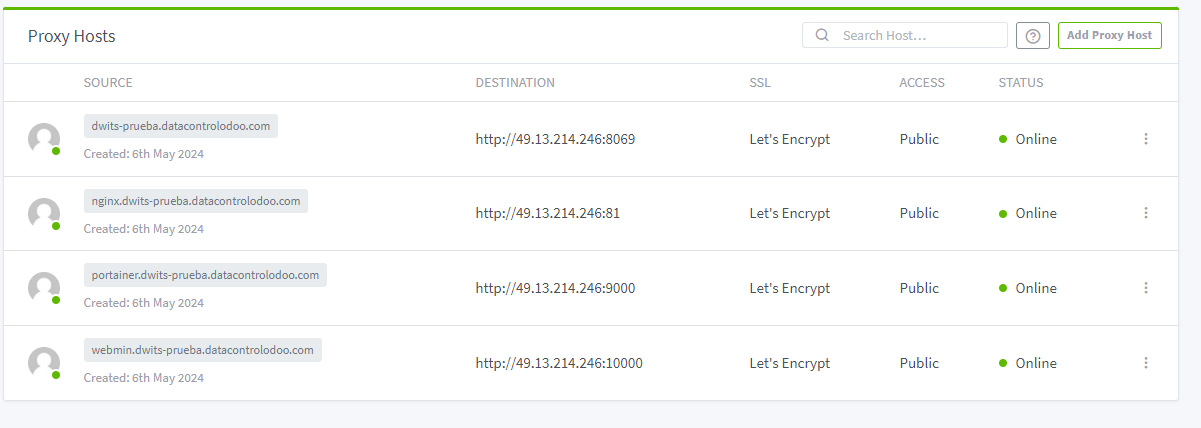 Proxy Hosts
Search Host...
Add Proxy Host
SOURCE DESTINATION SSL ACCESS STATUS
dwits-prueba.datacontrolodoo.com
Created: 6th May 2024
http://49.13.214.246:8069 Let's Encrypt Public Online
nginx.dwits-prueba.datacontrolodoo.com
Created: 6th May 2024
http://49.13.214.246:81 Let's Encrypt Public Online
portainer.dwits-prueba.datacontrolodoo.com
Created: 6th May 2024
http://49.13.214.246:9000 Let's Encrypt Public Online
webmin.dwits-prueba.datacontrolodoo.com
Created: 6th May 2024
http://49.13.214.246:10000 Let's Encrypt Public Online